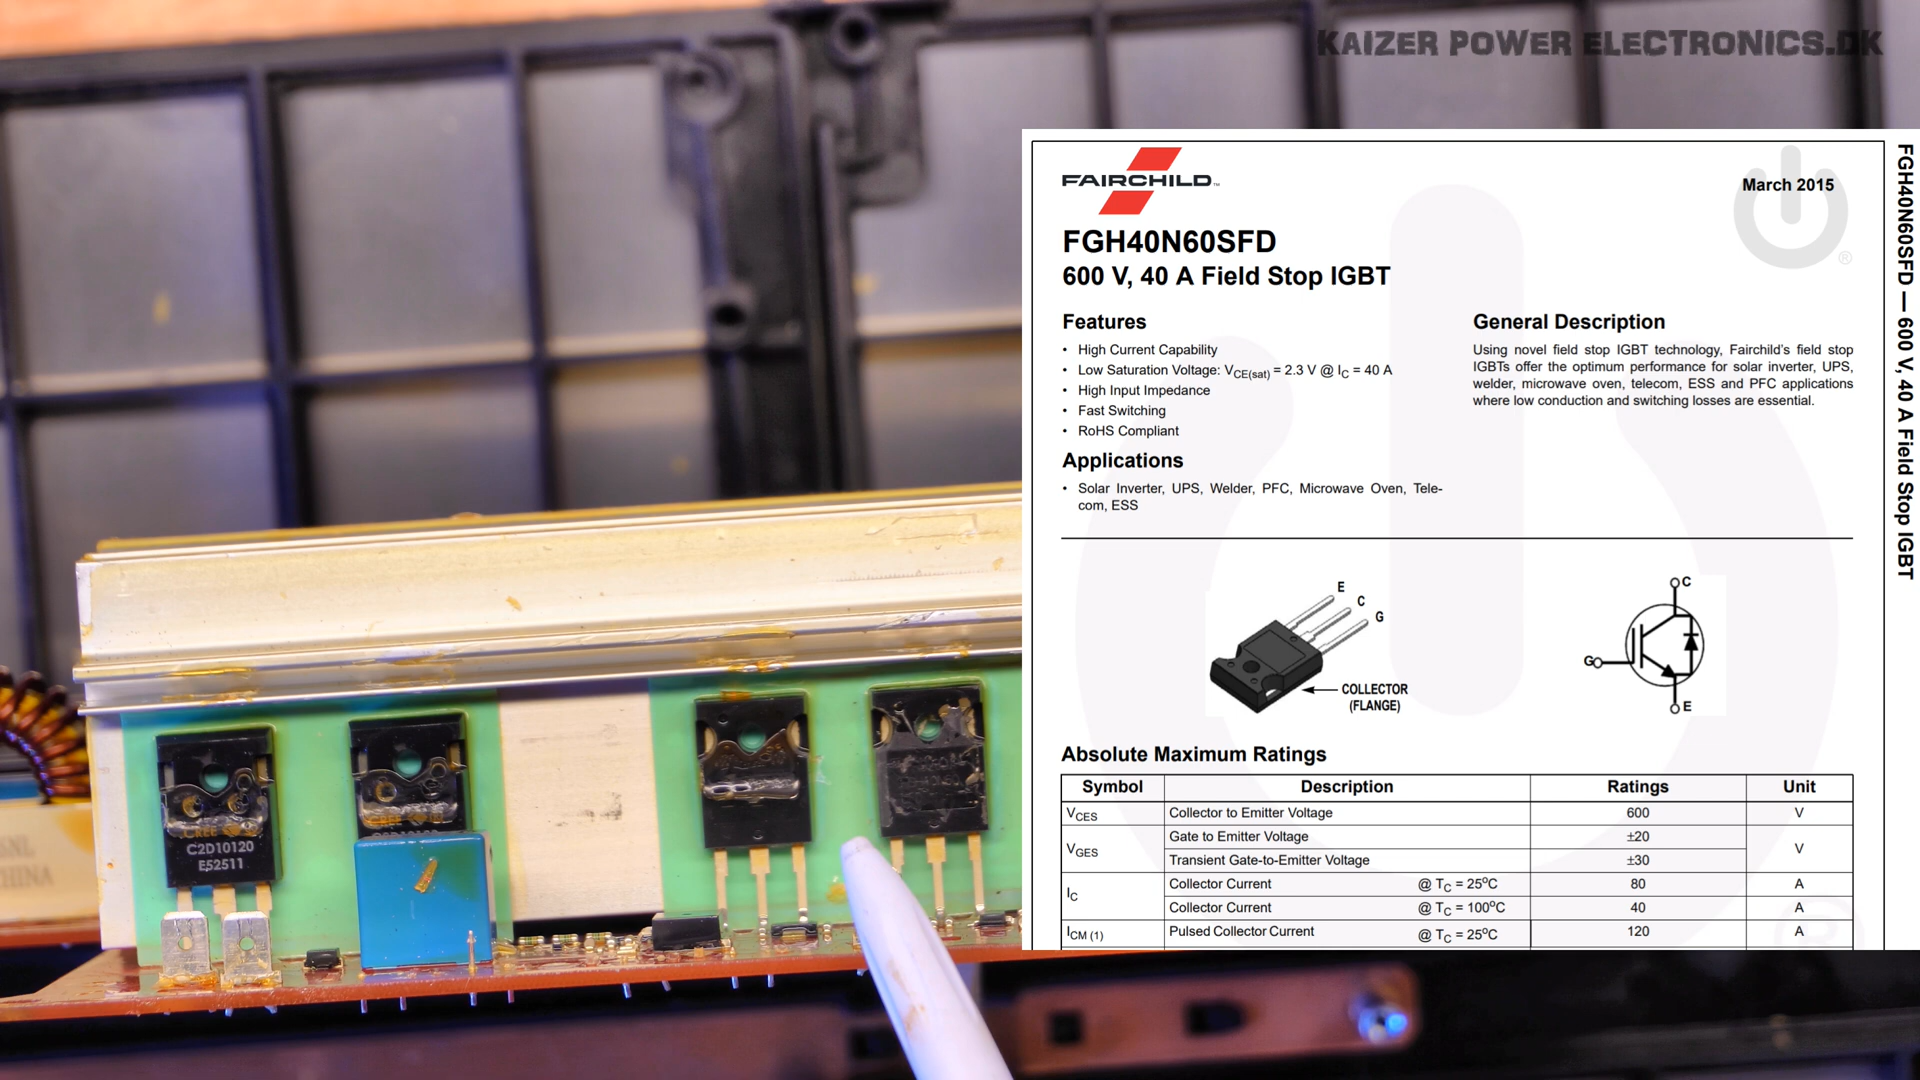 KAIZER POWER ELECTRONICS.DK
FAIRCHILD™
March 2015
®
FGH40N60SFD
600 V, 40 A Field Stop IGBT
Features
• High Current Capability
• Low Saturation Voltage: VCE(sat) = 2.3 V @ IC = 40 A
• High Input Impedance
• Fast Switching
• RoHS Compliant
Applications
• Solar Inverter, UPS, Welder, PFC, Microwave Oven, Tele-
com, ESS
General Description
Using novel field stop IGBT technology, Fairchild's field stop
IGBTs offer the optimum performance for solar inverter, UPS,
welder, microwave oven, telecom, ESS and PFC applications
where low conduction and switching losses are essential.
E
C
G
COLLECTOR
(FLANGE)
C
G
E
Absolute Maximum Ratings
Symbol Description Ratings Unit
VCES Collector to Emitter Voltage 600 V
VGES Gate to Emitter Voltage ±20 V
Transient Gate-to-Emitter Voltage ±30
IC Collector Current @ TC = 25°C 80 A
Collector Current @ TC = 100°C 40 A
ICM (1) Pulsed Collector Current @ TC = 25°C 120 A
FGH40N60SFD — 600 V, 40 A Field Stop IGBT
CREE
C2D10120
E52511
CREE